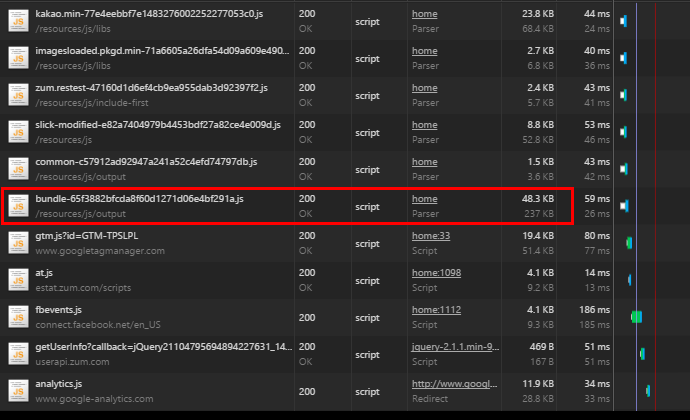 kakao.min-77e4eebbf7e1483276002252277053c0.js 200 script home 23.8 KB 44 ms
/resources/js/libs OK Parser 68.4 KB 24 ms
imagesloaded.pkgd.min-71a6605a26dfa54d09a609e490... 200 script home 2.7 KB 40 ms
/resources/js/libs OK Parser 6.8 KB 36 ms
zum.restest-47160d1d6ef4cb9ea955dab3d92397f2.js 200 script home 2.4 KB 43 ms
/resources/js/include-first OK Parser 5.7 KB 41 ms
slick-modified-e82a7404979b4453bdf27a82ce4e009d.js 200 script home 8.8 KB 53 ms
/resources/js OK Parser 52.8 KB 46 ms
common-c57912ad92947a241a52c4efd74797db.js 200 script home 1.5 KB 43 ms
/resources/js/output OK Parser 3.6 KB 42 ms
bundle-65f3882bfcda8f60d1271d06e4bf291a.js 200 script home 48.3 KB 59 ms
/resources/js/output OK Parser 237 KB 26 ms
gtm.js?id=GTM-TPSLPL 200 script home:33 19.4 KB 80 ms
www.googletagmanager.com OK Script 51.4 KB 77 ms
at.js 200 script home:1098 4.1 KB 14 ms
estat.zum.com/scripts OK Script 9.2 KB 13 ms
fbevents.js 200 script home:1112 4.1 KB 186 ms
connect.facebook.net/en_US Script 9.3 KB 185 ms
getUserInfo?callback=jQuery21104795694894227631_14... 200 script jquery-2.1.1.min-9... 469 B 51 ms
userapi.zum.com OK Script 167 B 51 ms
analytics.js 200 script http://www.googl... 11.9 KB 34 ms
www.google-analytics.com Redirect 28.8 KB 33 ms